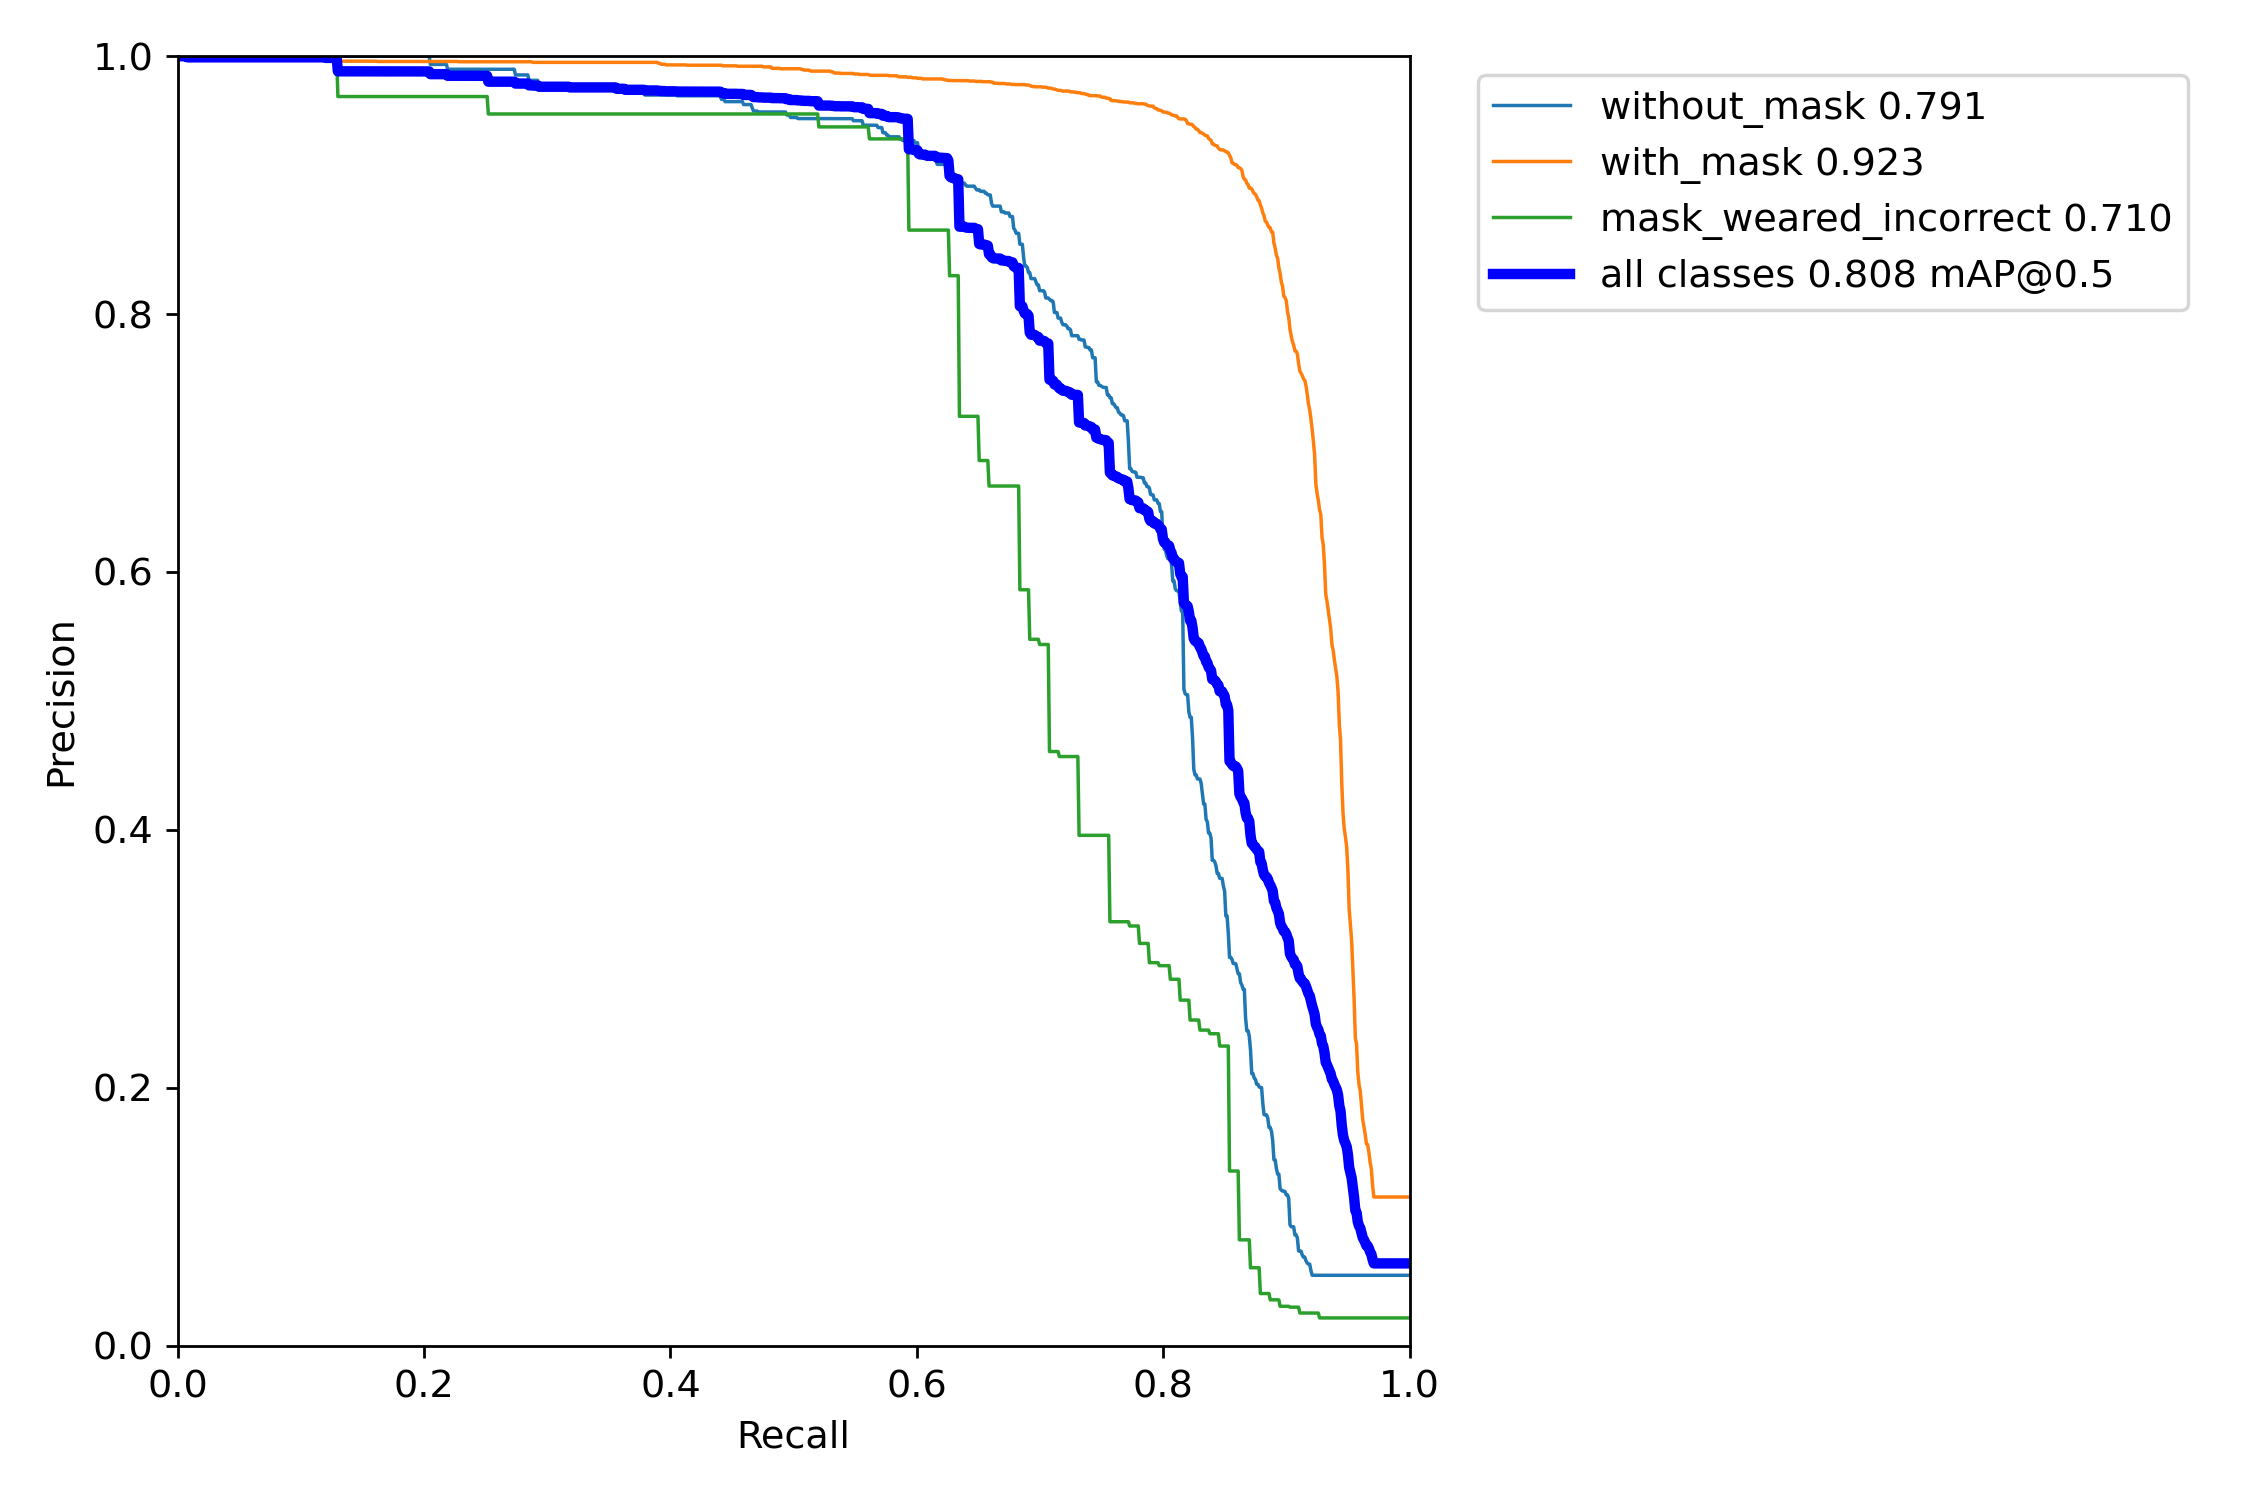 without_mask 0.791
with_mask 0.923
mask_weared_incorrect 0.710
all classes 0.808 mAP@0.5
1.0
0.8
0.6
0.4
0.2
0.0
Precision
0.0 0.2 0.4 0.6 0.8 1.0
Recall